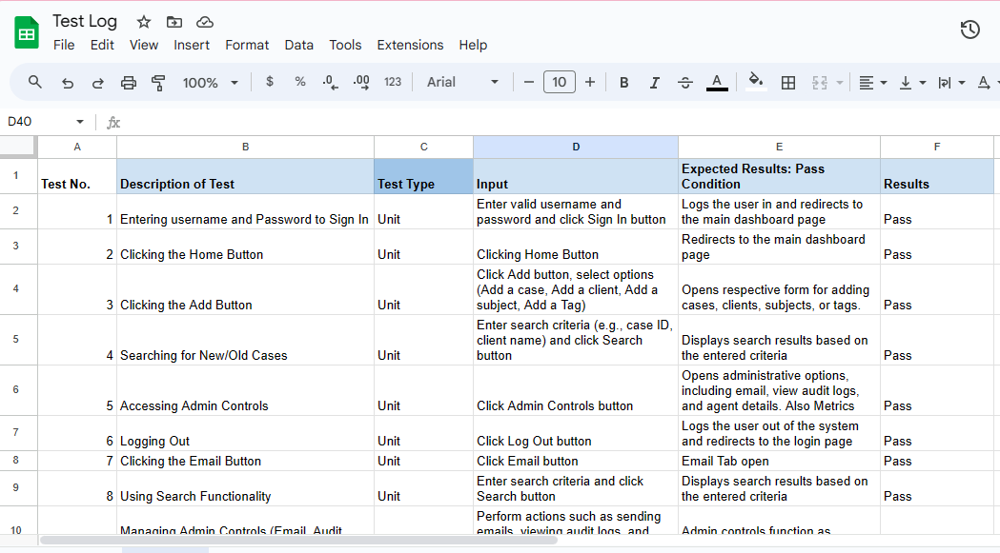 Test Log
File Edit View Insert Format Data Tools Extensions Help
100% $ % .0 .00 123 Arial 10 B I A A
D40 fx
A B C D E F
1 Test No. Description of Test Test Type Input Expected Results: Pass Condition Results
2 1 Entering username and Password to Sign In Unit Enter valid username and password and click Sign In button Logs the user in and redirects to the main dashboard page Pass
3 2 Clicking the Home Button Unit Clicking Home Button Redirects to the main dashboard page Pass
4 3 Clicking the Add Button Unit Click Add button, select options (Add a case, Add a client, Add a subject, Add a Tag) Opens respective form for adding cases, clients, subjects, or tags. Pass
5 4 Searching for New/Old Cases Unit Enter search criteria (e.g., case ID, client name) and click Search button Displays search results based on the entered criteria Pass
6 5 Accessing Admin Controls Unit Click Admin Controls button Opens administrative options, including email, view audit logs, and agent details. Also Metrics Pass
7 6 Logging Out Unit Click Log Out button Logs the user out of the system and redirects to the login page Pass
8 7 Clicking the Email Button Unit Click Email button Email Tab open Pass
9 8 Using Search Functionality Unit Enter search criteria and click Search button Displays search results based on the entered criteria Pass
10 Managing Admin Controls (Email, Audit Perform actions such as sending emails, viewing audit logs, and Admin controls function as